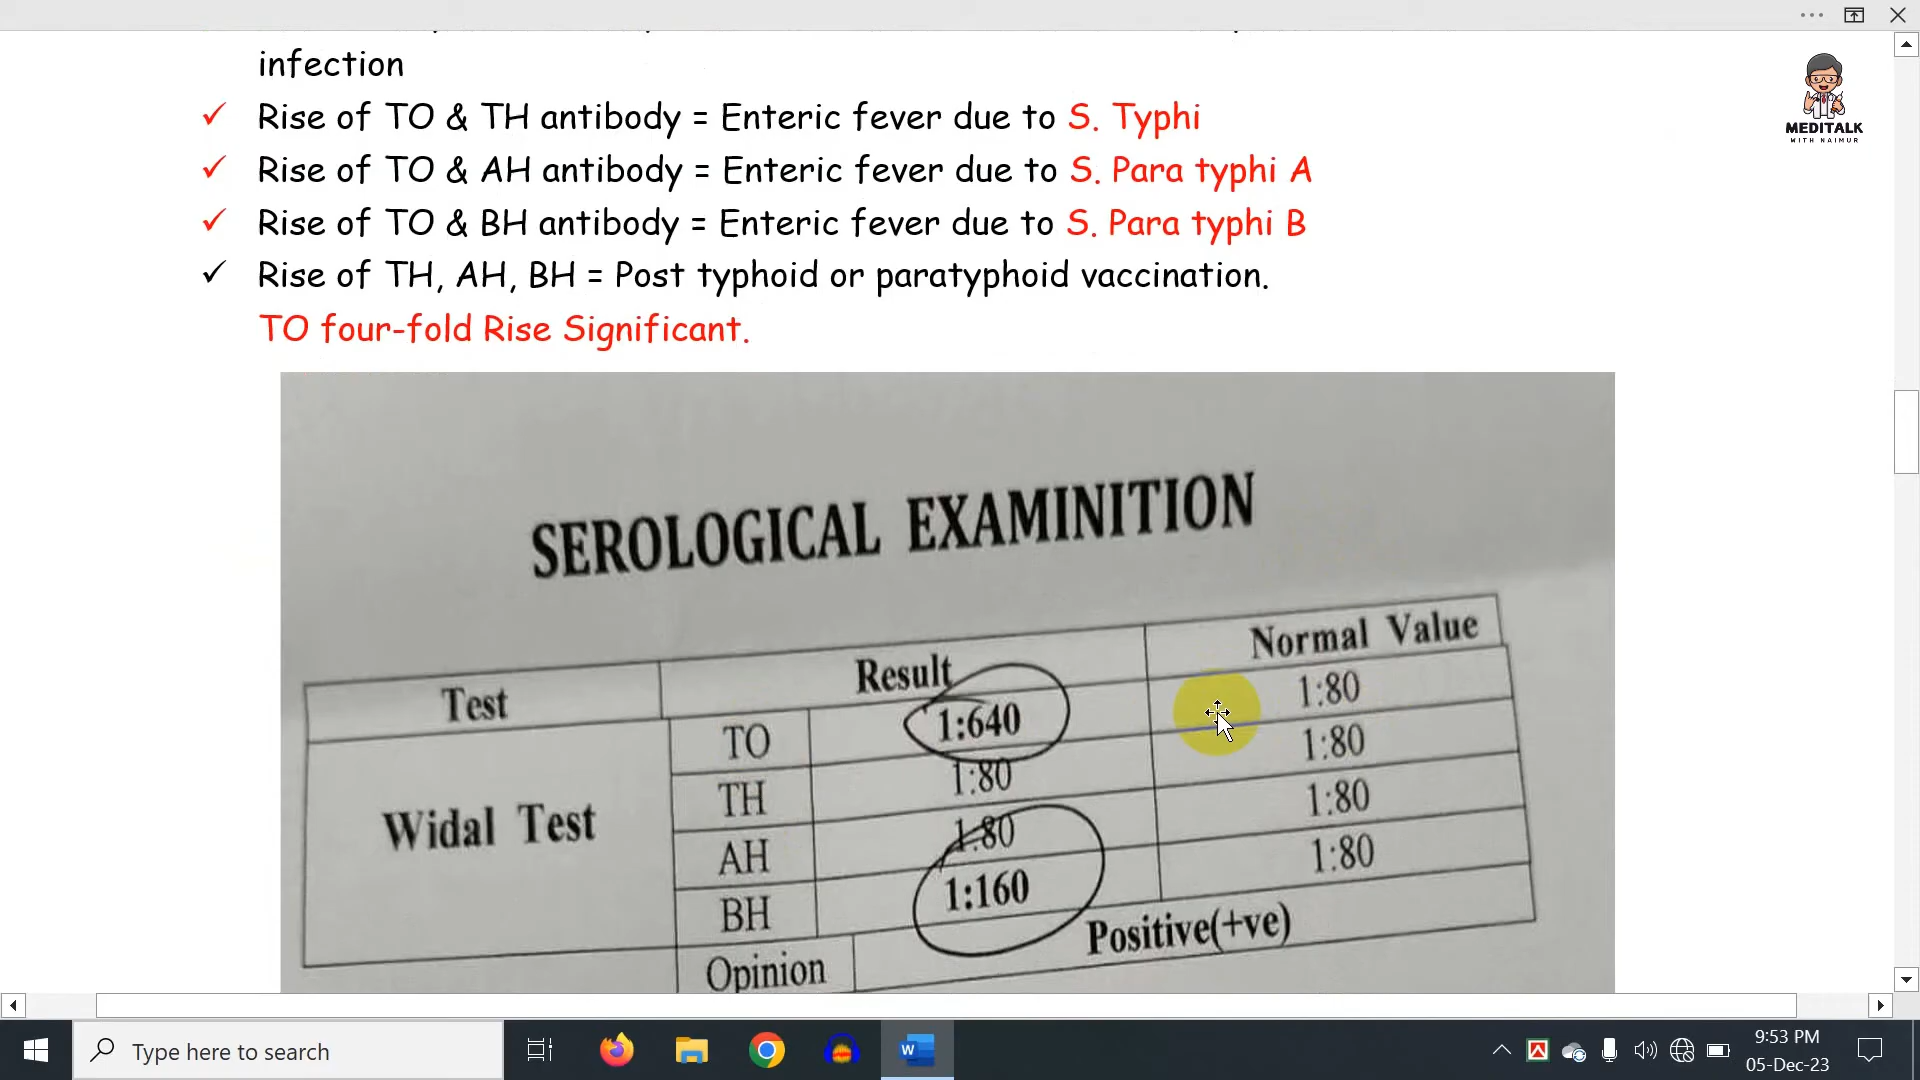 infection
✓ Rise of TO & TH antibody = Enteric fever due to S. Typhi
✓ Rise of TO & AH antibody = Enteric fever due to S. Para typhi A
✓ Rise of TO & BH antibody = Enteric fever due to S. Para typhi B
✓ Rise of TH, AH, BH = Post typhoid or paratyphoid vaccination.
TO four-fold Rise Significant.
MEDITALK
WITH NAIMUR
SEROLOGICAL EXAMINITION
Test Result Normal Value
Widal Test
TO 1:640 1:80
TH 1:80 1:80
AH 1:80 1:80
BH 1:160 1:80
Opinion Positive(+ve)
Type here to search
9:53 PM
05-Dec-23